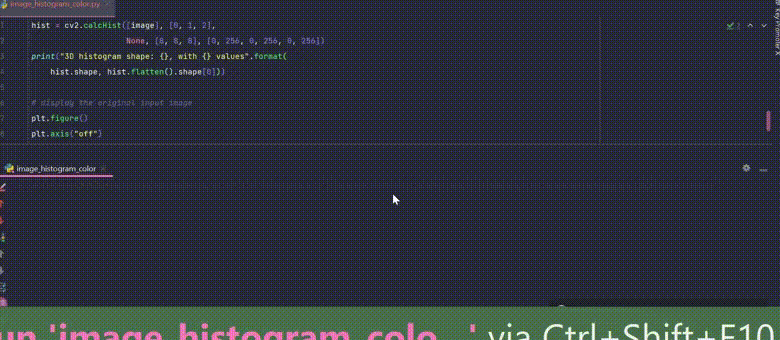 image_histogram_color.py
hist = cv2.calcHist([image], [0, 1, 2],
None, [8, 8, 8], [0, 256, 0, 256, 0, 256])
print("3D histogram shape: {}, with {} values".format(
hist.shape, hist.flatten().shape[0]))
# display the original input image
plt.figure()
plt.axis("off")
image_histogram_color
un 'image_histogram_colo...' via Ctrl+Shift+F10